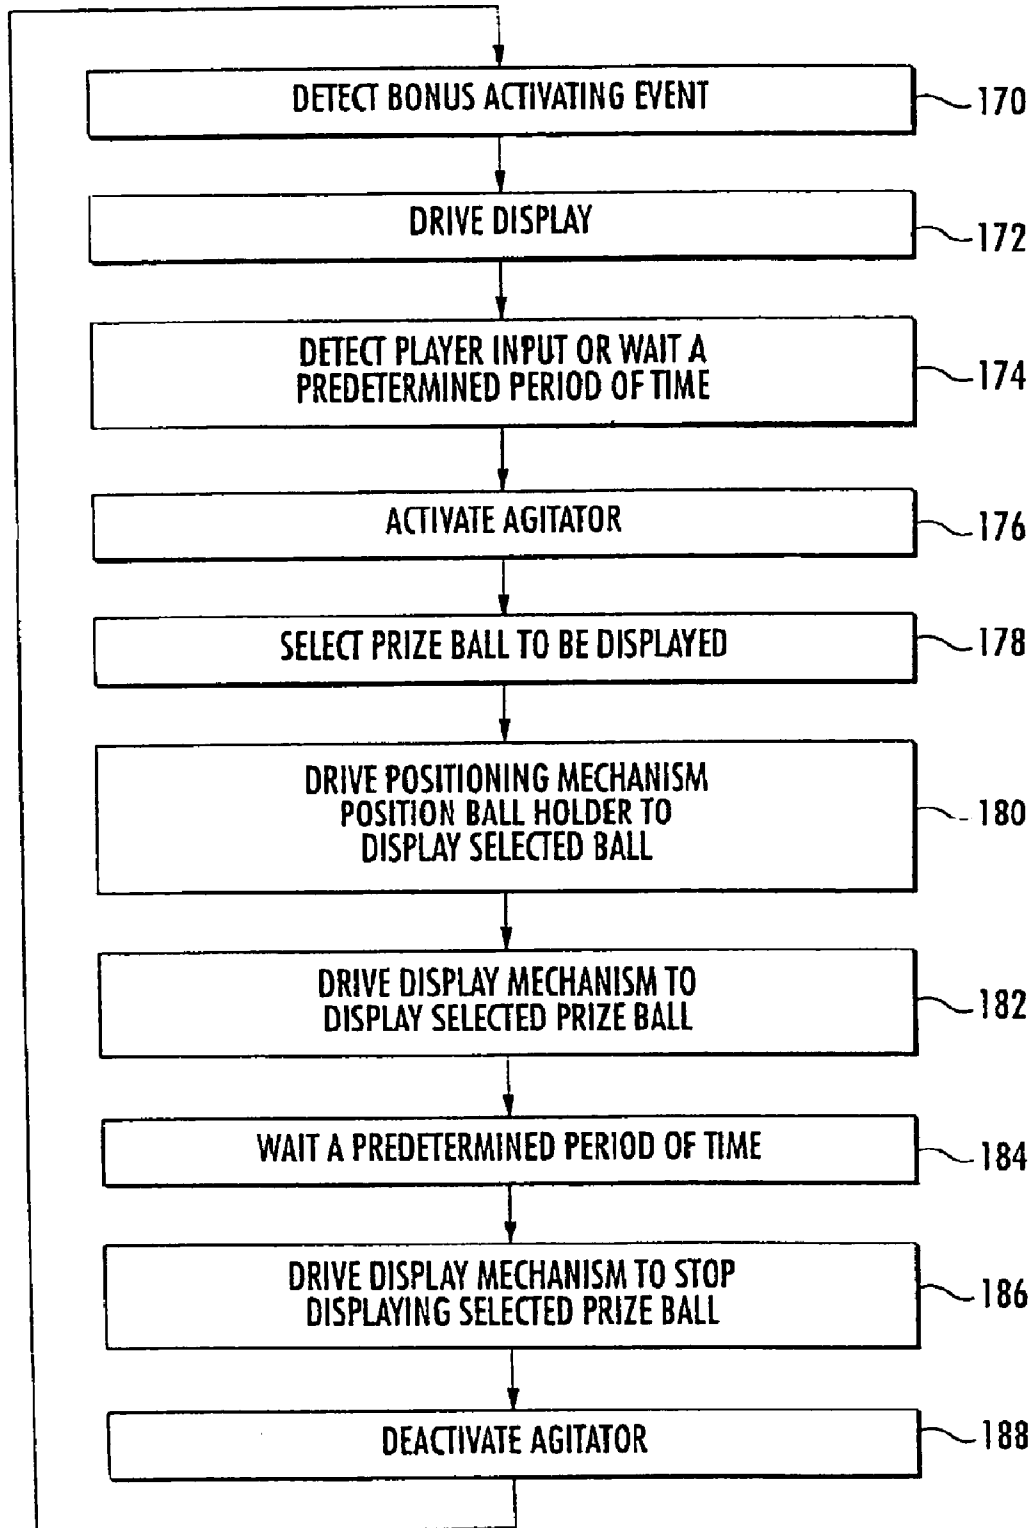 DETECT BONUS ACTIVATING EVENT
170
DRIVE DISPLAY
172
DETECT PLAYER INPUT OR WAIT A
PREDETERMINED PERIOD OF TIME
174
ACTIVATE AGITATOR
176
SELECT PRIZE BALL TO BE DISPLAYED
178
DRIVE POSITIONING MECHANISM
POSITION BALL HOLDER TO
DISPLAY SELECTED BALL
180
DRIVE DISPLAY MECHANISM TO
DISPLAY SELECTED PRIZE BALL
182
WAIT A PREDETERMINED PERIOD OF TIME
184
DRIVE DISPLAY MECHANISM TO STOP
DISPLAYING SELECTED PRIZE BALL
186
DEACTIVATE AGITATOR
188